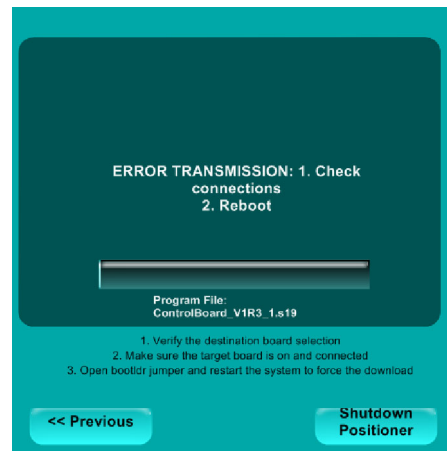 ERROR TRANSMISSION: 1. Check
connections
2. Reboot
Program File:
ControlBoard_V1R3_1.s19
1. Verify the destination board selection
2. Make sure the target board is on and connected
3. Open bootldr jumper and restart the system to force the download
<< Previous
Shutdown
Positioner